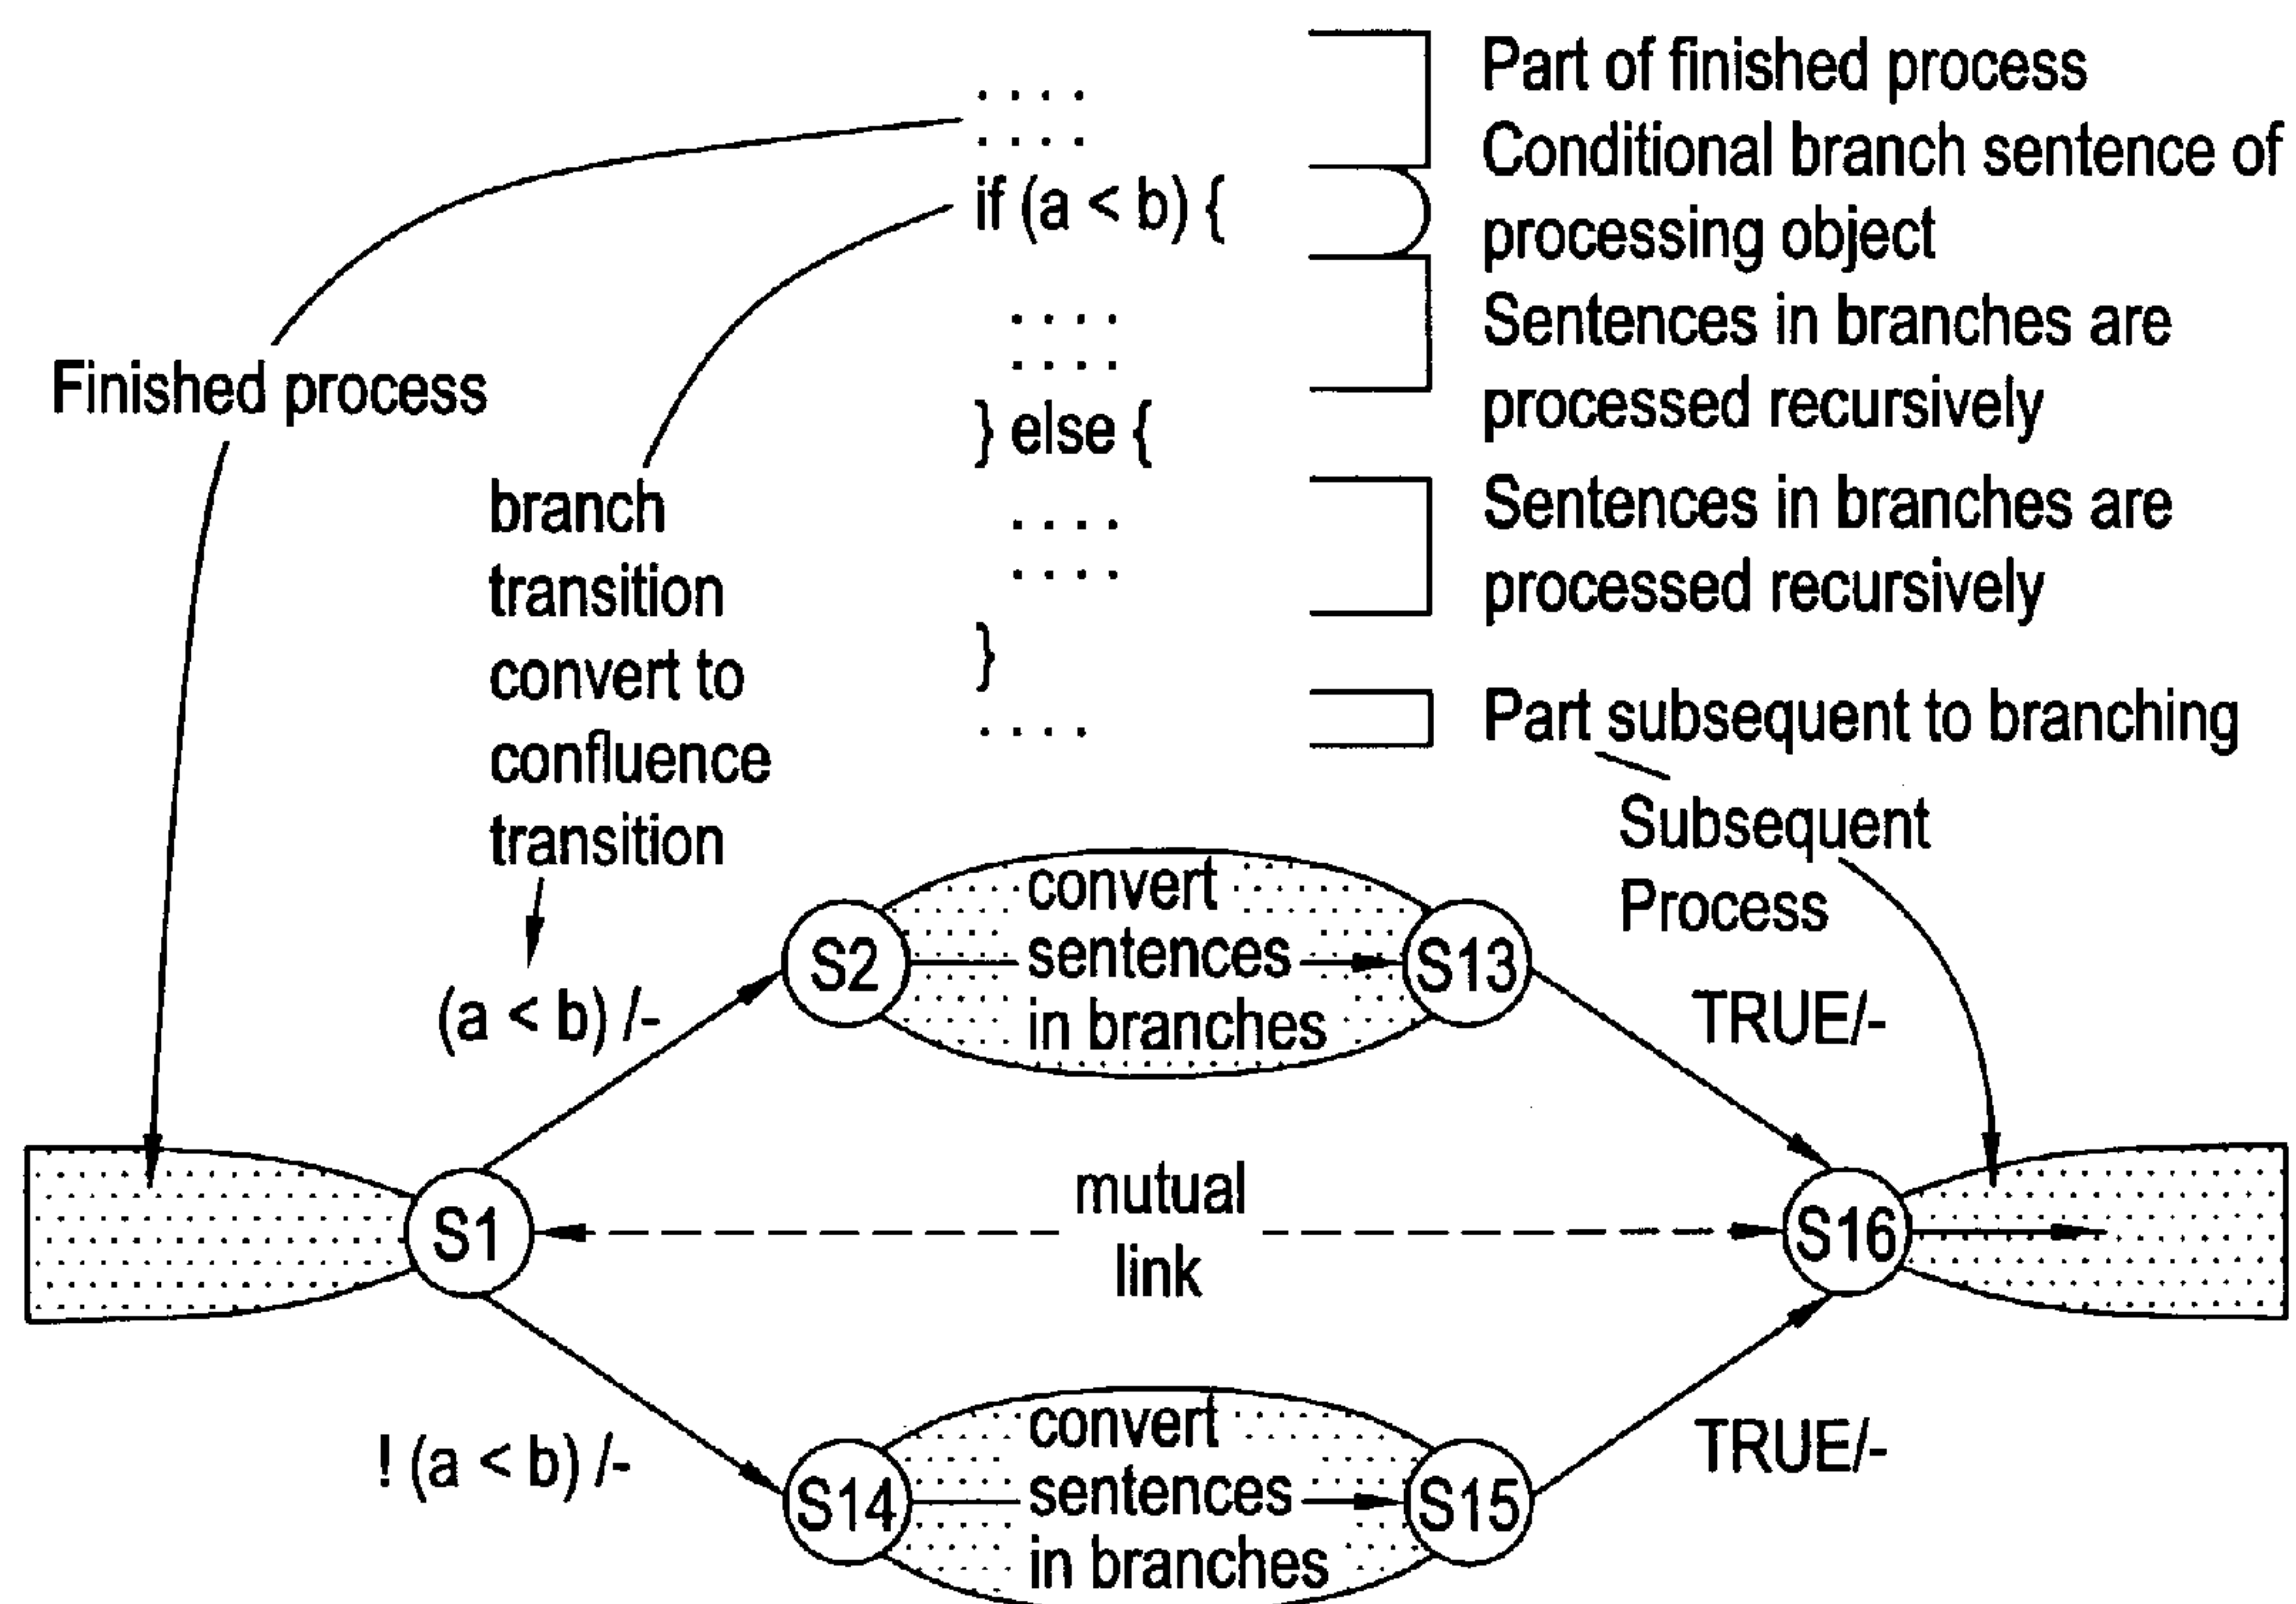 Part of finished process
. . . .
. . . .
Conditional branch sentence of
processing object
if (a < b) {
Sentences in branches are
processed recursively
. . . .
. . . .
} else {
Sentences in branches are
processed recursively
. . . .
. . . .
}
Part subsequent to branching
. . . .
Finished process
branch
transition
convert to
confluence
transition
Subsequent
Process
(a < b) /-
S2
convert
sentences
in branches
S13
TRUE/-
S1
mutual
link
S16
! (a < b) /-
S14
convert
sentences
in branches
S15
TRUE/-